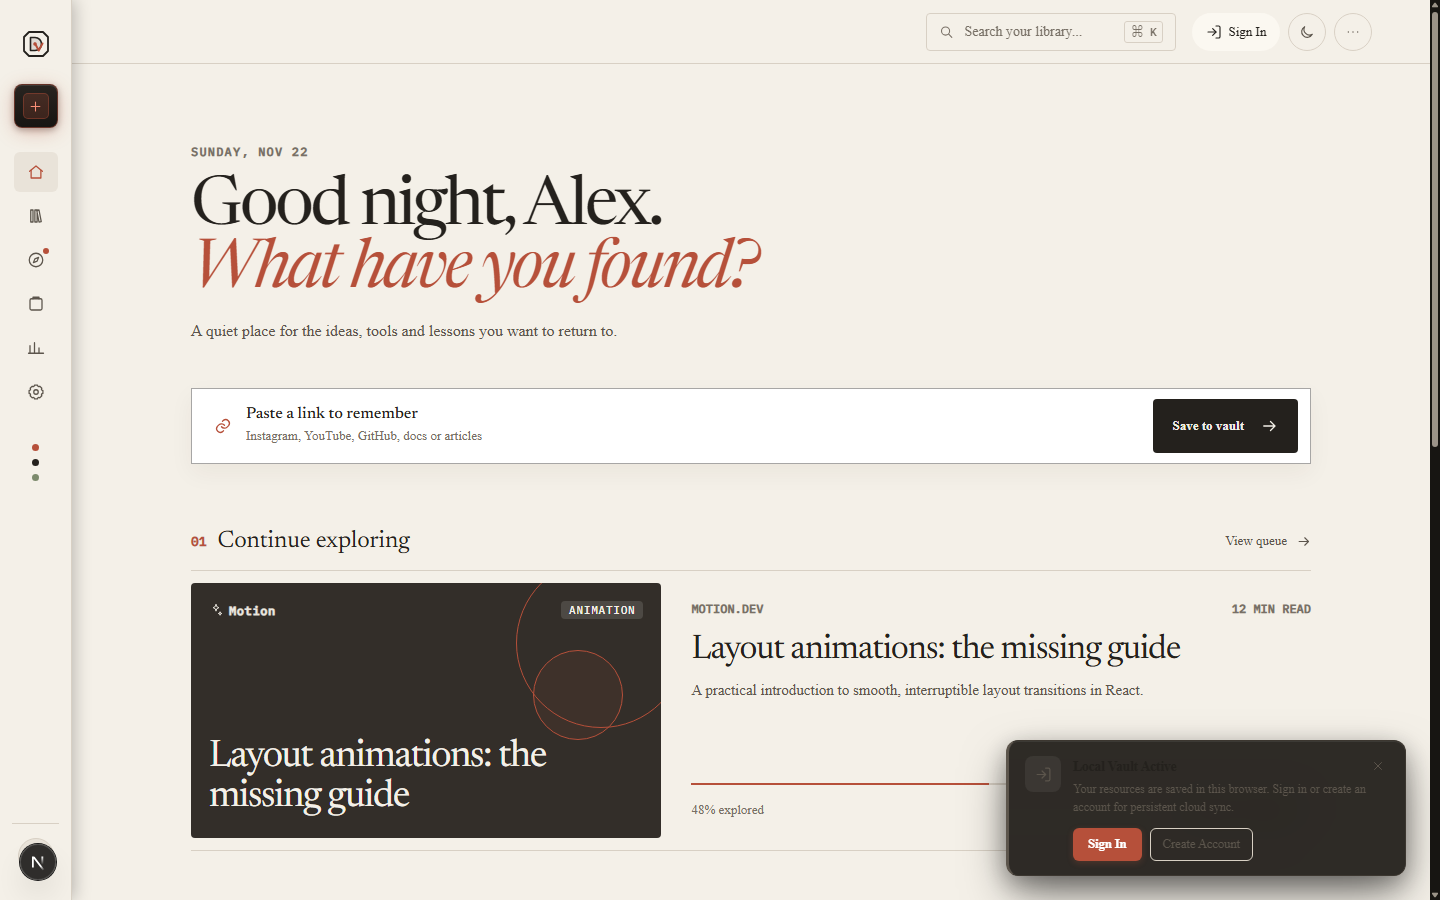 Search your library...
⌘ K
Sign In
SUNDAY, NOV 22
Good night, Alex.
What have you found?
A quiet place for the ideas, tools and lessons you want to return to.
Paste a link to remember
Instagram, YouTube, GitHub, docs or articles
Save to vault
01 Continue exploring
View queue
Motion
ANIMATION
Layout animations: the
missing guide
MOTION.DEV
12 MIN READ
Layout animations: the missing guide
A practical introduction to smooth, interruptible layout transitions in React.
48% explored
Local Vault Active
Your resources are saved in this browser. Sign in or create an
account for persistent cloud sync.
Sign In
Create Account
N